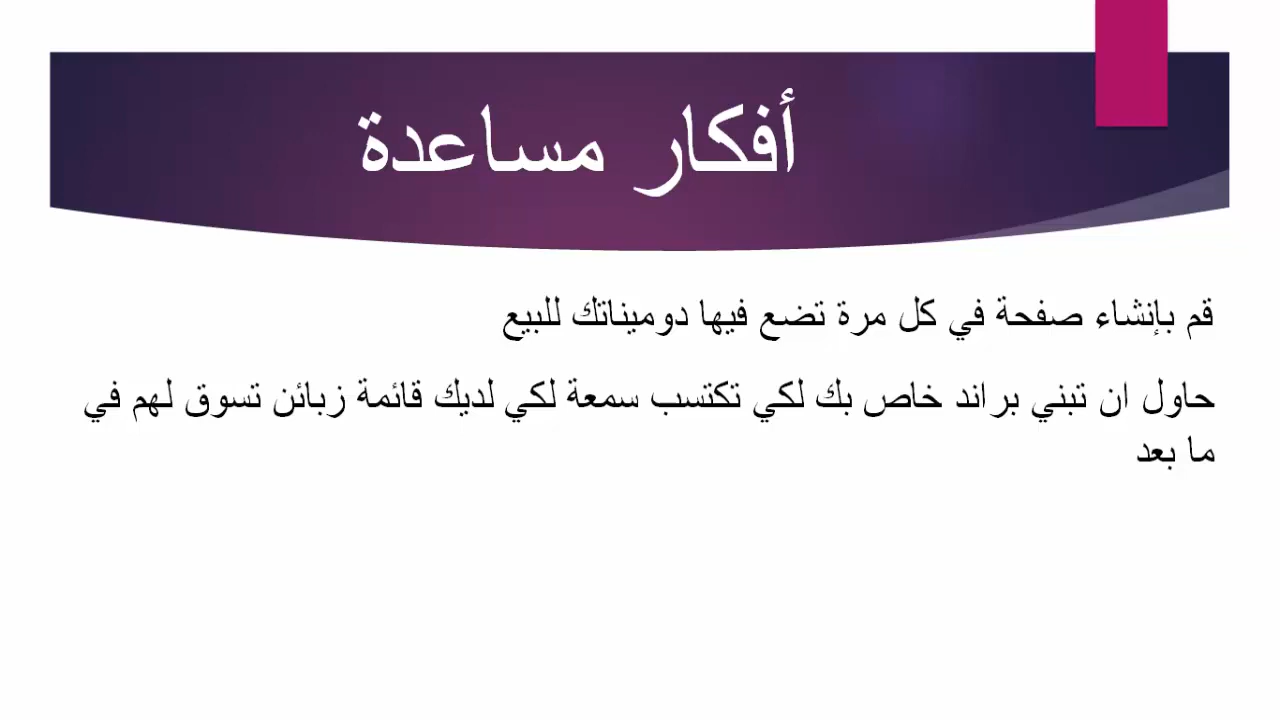 أفكار مساعدة
قم بإنشاء صفحة في كل مرة تضع فيها دوميناتك للبيع
حاول ان تبني براند خاص بك لكي تكتسب سمعة لكي لديك قائمة زبائن تسوق لهم في
ما بعد